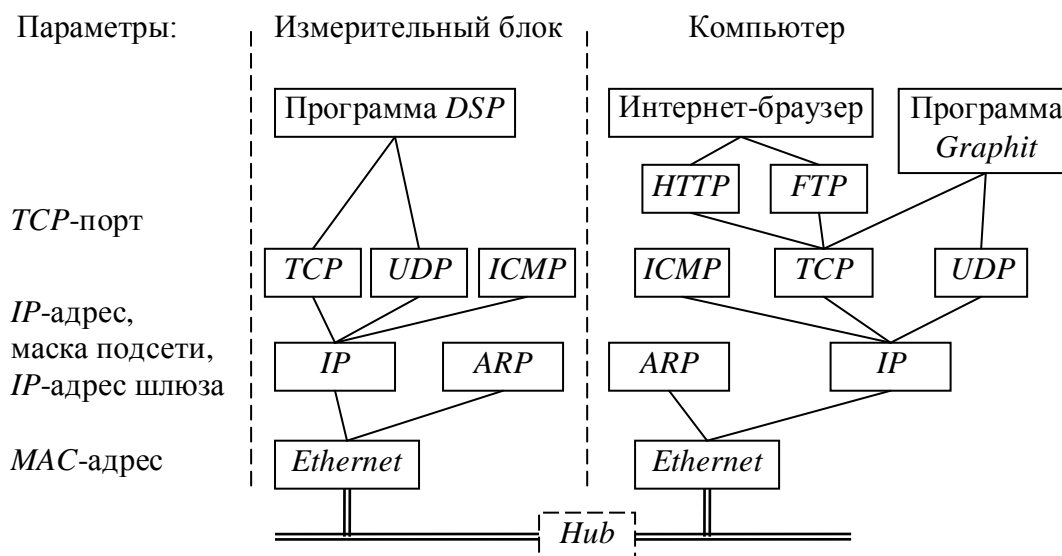 Параметры:
Измерительный блок
Компьютер
Программа DSP
Интернет-браузер
Программа
Graphit
HTTP
FTP
TCP-порт
TCP
UDP
ICMP
ICMP
TCP
UDP
IP-адрес,
маска подсети,
IP-адрес шлюза
IP
ARP
ARP
IP
MAC-адрес
Ethernet
Ethernet
Hub